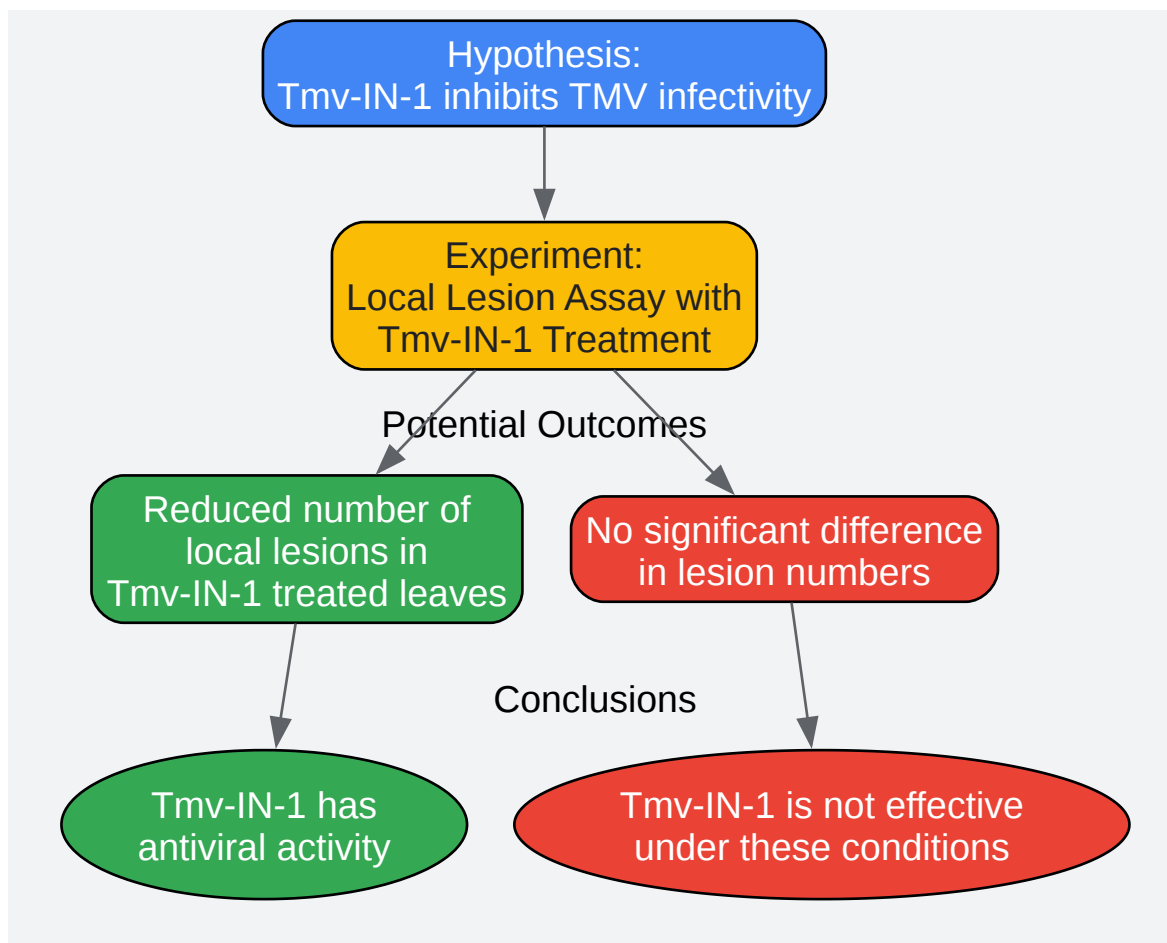 Hypothesis:
Tmv-IN-1 inhibits TMV infectivity
Experiment:
Local Lesion Assay with
Tmv-IN-1 Treatment
Potential Outcomes
Reduced number of
local lesions in
Tmv-IN-1 treated leaves
No significant difference
in lesion numbers
Conclusions
Tmv-IN-1 has
antiviral activity
Tmv-IN-1 is not effective
under these conditions